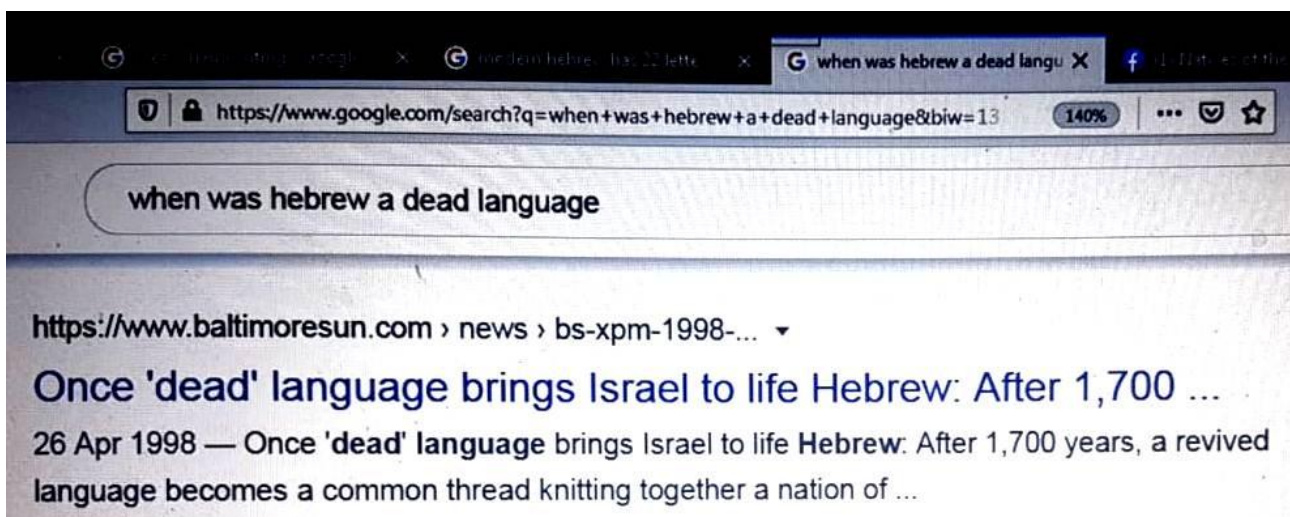 when was hebrew a dead langu
https://www.google.com/search?q=when+was+hebrew+a+dead+language&biw=13 140%
when was hebrew a dead language
https://www.baltimoresun.com › news › bs-xpm-1998-...
Once 'dead' language brings Israel to life Hebrew: After 1,700 ...
26 Apr 1998 — Once 'dead' language brings Israel to life Hebrew: After 1,700 years, a revived
language becomes a common thread knitting together a nation of ...